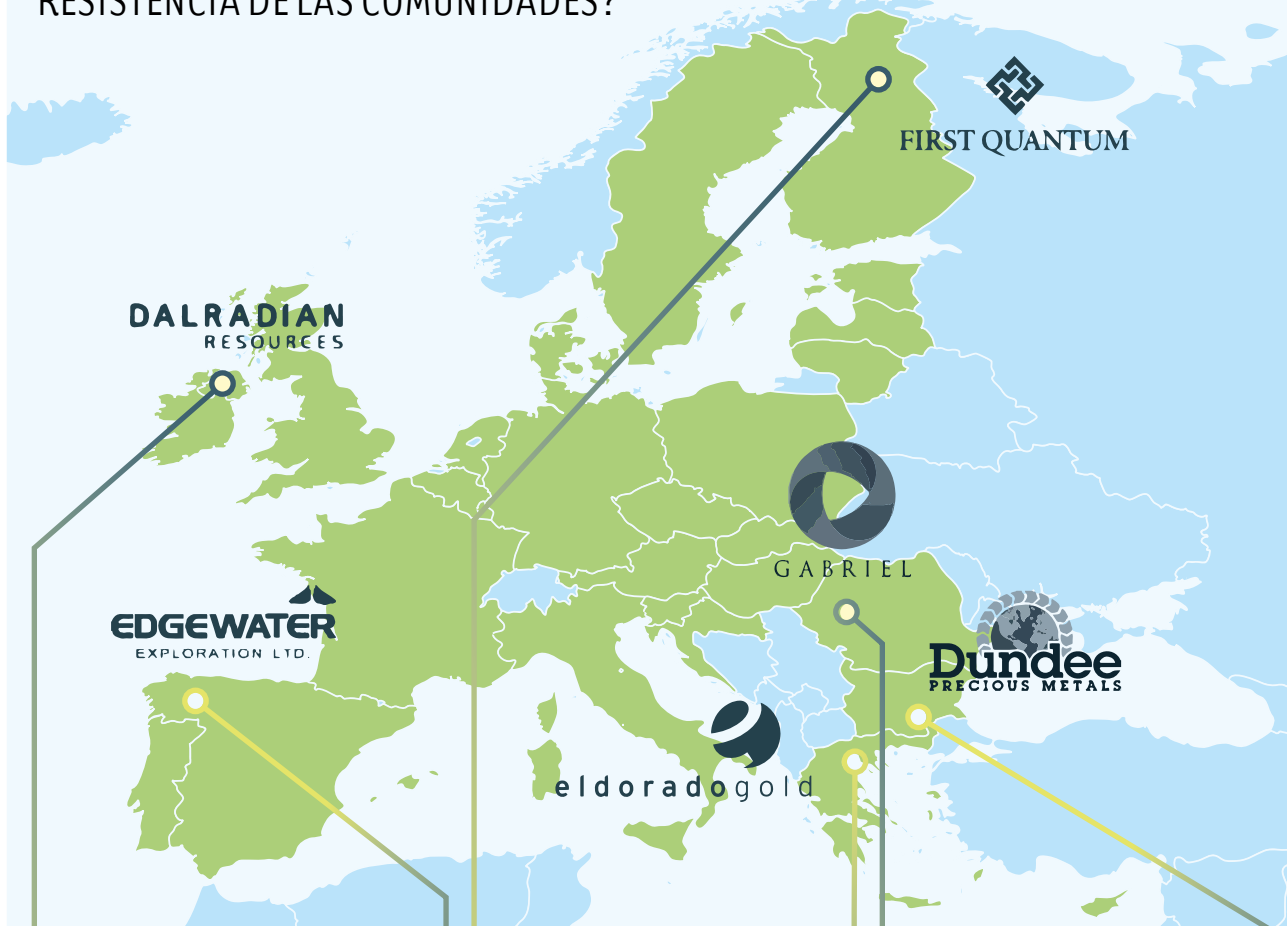 RESISTENCIA DE LAS COMUNIDADES?
FIRST QUANTUM
DALRADIAN
RESOURCES
GABRIEL
EDGEWATER
EXPLORATION LTD.
Dundee
PRECIOUS METALS
eldoradogold